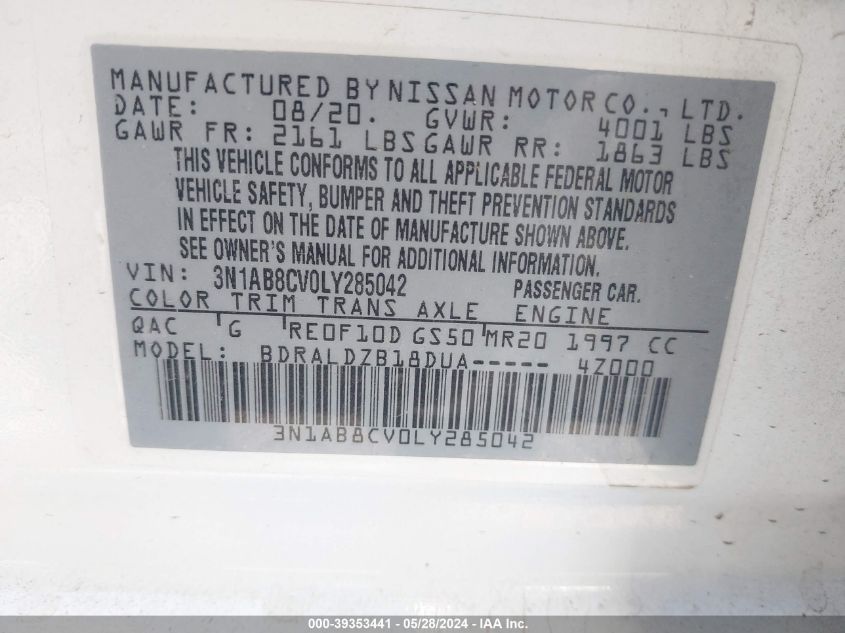 MANUFACTURED BY NISSAN MOTOR CO., LTD.
DATE: 08/20. GVWR: 4001 LBS
GAWR FR: 2161 LBS GAWR RR: 1863 LBS
THIS VEHICLE CONFORMS TO ALL APPLICABLE FEDERAL MOTOR
VEHICLE SAFETY, BUMPER AND THEFT PREVENTION STANDARDS
IN EFFECT ON THE DATE OF MANUFACTURE SHOWN ABOVE.
SEE OWNER'S MANUAL FOR ADDITIONAL INFORMATION.
VIN: 3N1AB8CV0LY285042 PASSENGER CAR.
COLOR TRIM TRANS AXLE ENGINE
QAC G RE0F10D GS50 MR20 1997 CC
MODEL: BDRALDZB18DUA----- 4Z000
3N1AB8CV0LY285042
000-39353441 - 05/28/2024 - IAA Inc.